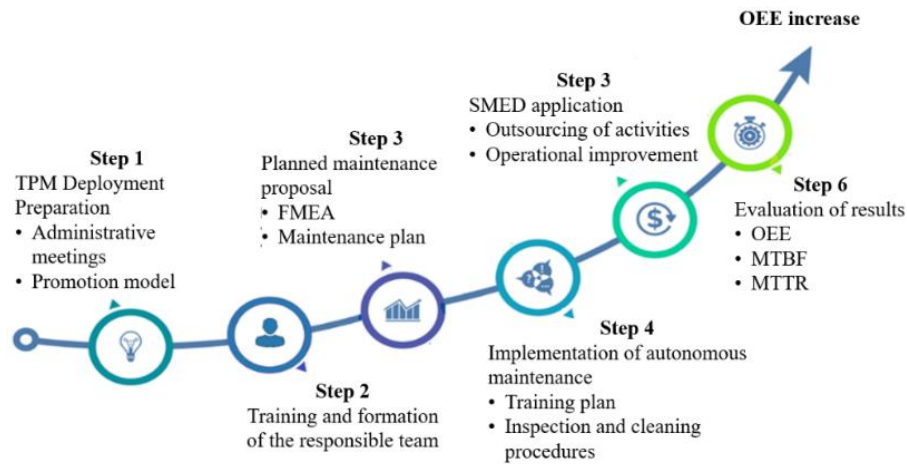 OEE increase
Step 1
TPM Deployment
Preparation
• Administrative
meetings
• Promotion model
Step 2
Training and formation
of the responsible team
Step 3
Planned maintenance
proposal
• FMEA
• Maintenance plan
Step 4
Implementation of autonomous
maintenance
• Training plan
• Inspection and cleaning
procedures
Step 3
SMED application
• Outsourcing of activities
• Operational improvement
$
Step 6
Evaluation of results
• OEE
• MTBF
• MTTR